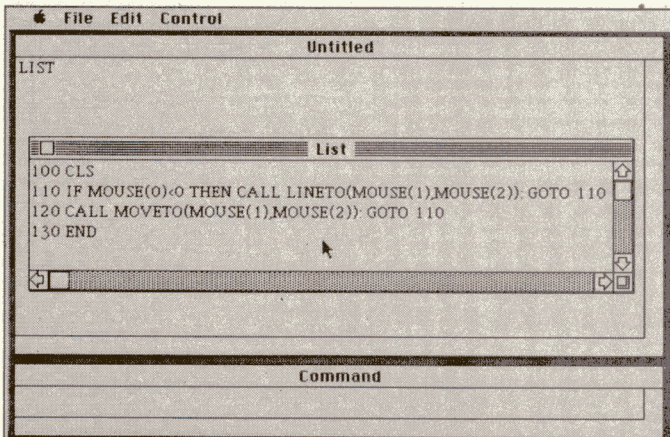 File Edit Control
Untitled
LIST
List
100 CLS
110 IF MOUSE(0)<0 THEN CALL LINETO(MOUSE(1),MOUSE(2)): GOTO 110
120 CALL MOVETO(MOUSE(1),MOUSE(2)): GOTO 110
130 END
Command